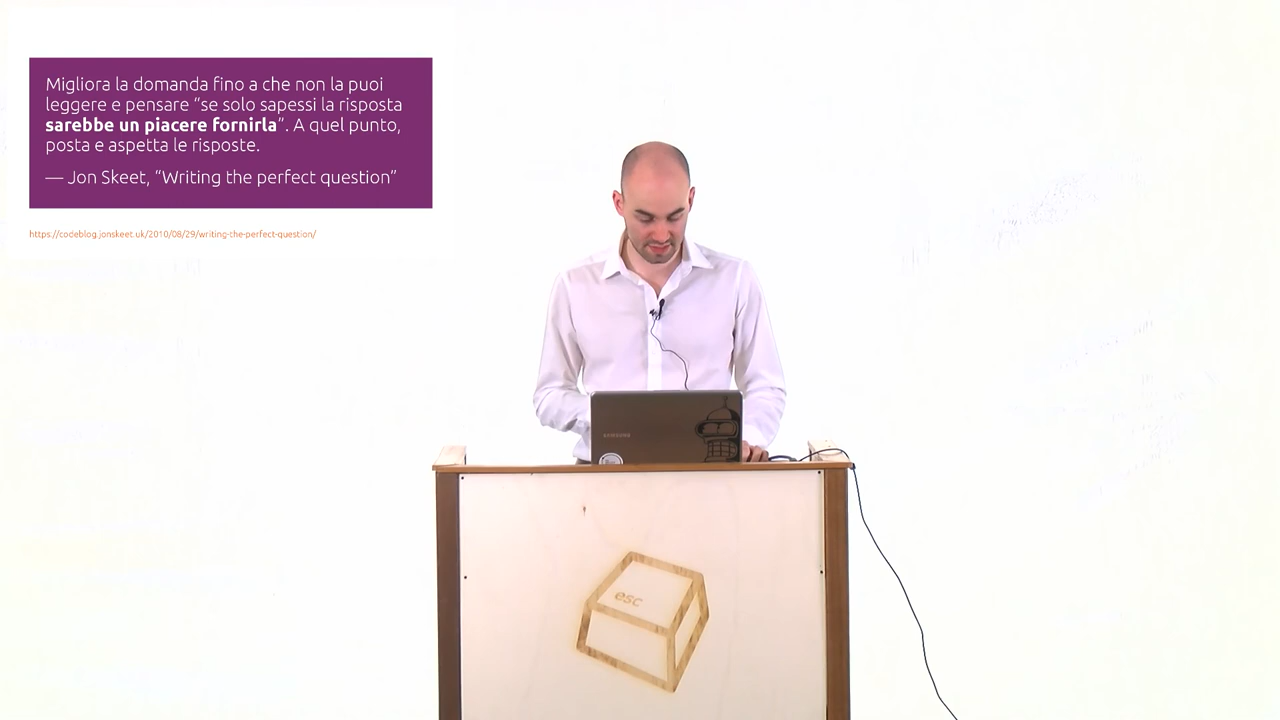 Migliora la domanda fino a che non la puoi
leggere e pensare “se solo sapessi la risposta
sarebbe un piacere fornirla”. A quel punto,
posta e aspetta le risposte.
— Jon Skeet, “Writing the perfect question”
https://codeblog.jonskeet.uk/2010/08/29/writing-the-perfect-question/
SAMSUNG
esc